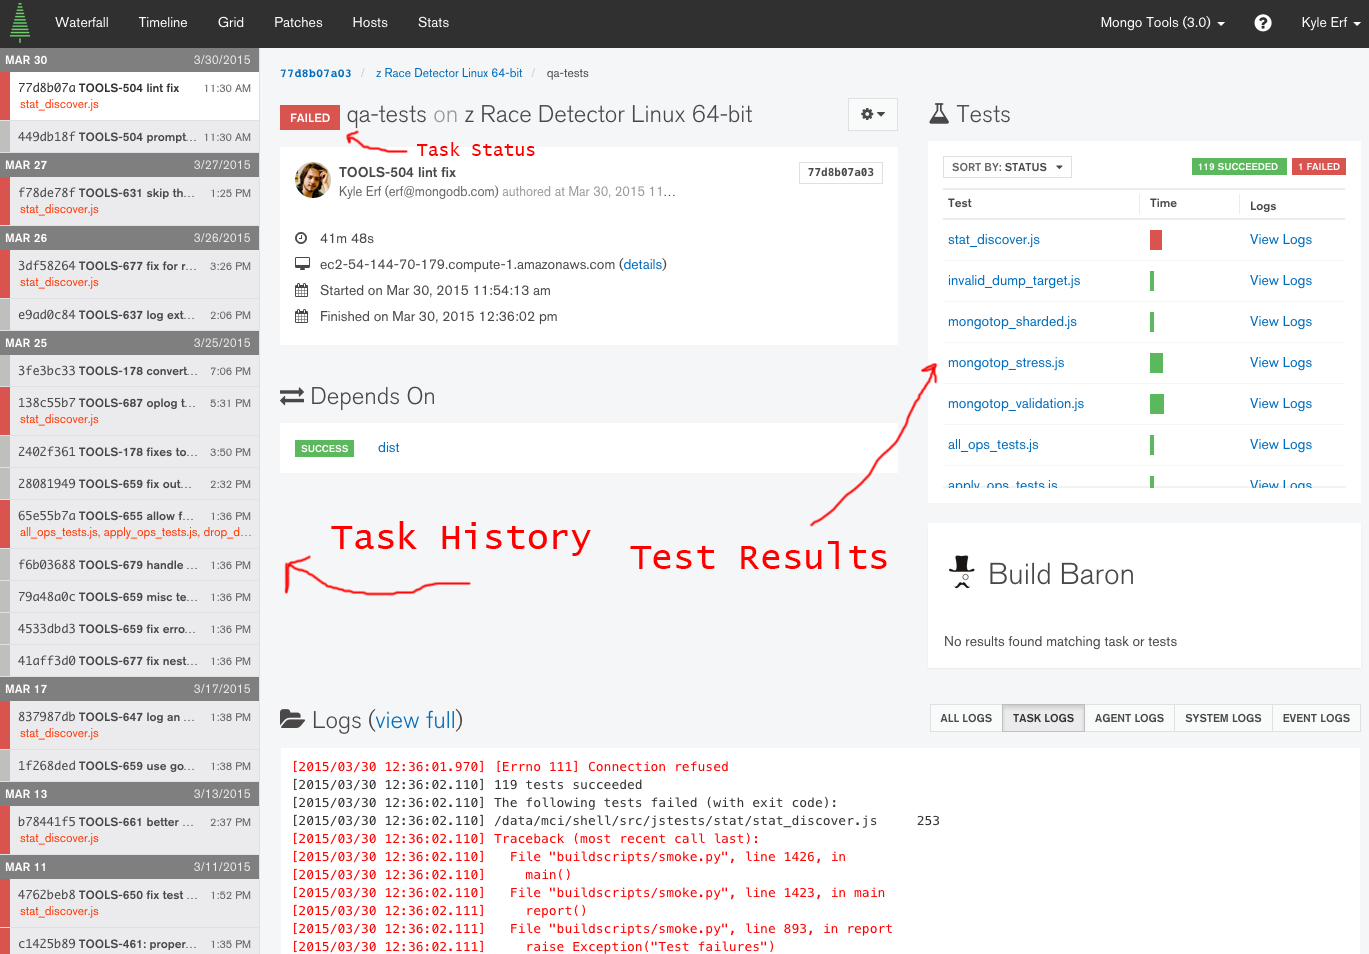 Waterfall Timeline Grid Patches Hosts Stats Mongo Tools (3.0) ? Kyle Erf
MAR 30 3/30/2015
77d8b07a TOOLS-504 lint fix 11:30 AM
stat_discover.js
449db18f TOOLS-504 prompt... 11:30 AM
MAR 27 3/27/2015
f78de78f TOOLS-631 skip th... 1:25 PM
stat_discover.js
MAR 26 3/26/2015
3df58264 TOOLS-677 fix for r... 3:26 PM
stat_discover.js
e9ad0c84 TOOLS-637 log ext... 2:06 PM
MAR 25 3/25/2015
3fe3bc33 TOOLS-178 convert... 7:06 PM
138c55b7 TOOLS-687 oplog t... 5:31 PM
stat_discover.js
2402f361 TOOLS-178 fixes to... 3:50 PM
28081949 TOOLS-659 fix out... 2:32 PM
65e55b7a TOOLS-655 allow f... 1:36 PM
all_ops_tests.js, apply_ops_tests.js, drop_d...
f6b03688 TOOLS-679 handle ... 1:36 PM
79a48a0c TOOLS-659 misc te... 1:36 PM
4533dbd3 TOOLS-659 fix erro... 1:36 PM
41aff3d0 TOOLS-677 fix nest... 1:36 PM
MAR 17 3/17/2015
837987db TOOLS-647 log an ... 1:38 PM
stat_discover.js
1f268ded TOOLS-659 use go... 1:38 PM
MAR 13 3/13/2015
b78441f5 TOOLS-661 better ... 2:37 PM
stat_discover.js
MAR 11 3/11/2015
4762beb8 TOOLS-650 fix test ... 1:52 PM
stat_discover.js
c1425b89 TOOLS-461: proper... 1:35 PM
77d8b07a03 / z Race Detector Linux 64-bit / qa-tests
FAILED qa-tests on z Race Detector Linux 64-bit
Task Status
TOOLS-504 lint fix 77d8b07a03
Kyle Erf (erf@mongodb.com) authored at Mar 30, 2015 11...
41m 48s
ec2-54-144-70-179.compute-1.amazonaws.com (details)
Started on Mar 30, 2015 11:54:13 am
Finished on Mar 30, 2015 12:36:02 pm
Depends On
SUCCESS dist
Task History
Test Results
Tests
SORT BY: STATUS 119 SUCCEEDED 1 FAILED
Test Time Logs
stat_discover.js View Logs
invalid_dump_target.js View Logs
mongotop_sharded.js View Logs
mongotop_stress.js View Logs
mongotop_validation.js View Logs
all_ops_tests.js View Logs
apply_ops_tests.js View Logs
Build Baron
No results found matching task or tests
Logs (view full)
ALL LOGS TASK LOGS AGENT LOGS SYSTEM LOGS EVENT LOGS
[2015/03/30 12:36:01.970] [Errno 111] Connection refused
[2015/03/30 12:36:02.110] 119 tests succeeded
[2015/03/30 12:36:02.110] The following tests failed (with exit code):
[2015/03/30 12:36:02.110] /data/mci/shell/src/jstests/stat/stat_discover.js 253
[2015/03/30 12:36:02.110] Traceback (most recent call last):
[2015/03/30 12:36:02.110] File "buildscripts/smoke.py", line 1426, in
[2015/03/30 12:36:02.110] main()
[2015/03/30 12:36:02.110] File "buildscripts/smoke.py", line 1423, in main
[2015/03/30 12:36:02.111] report()
[2015/03/30 12:36:02.111] File "buildscripts/smoke.py", line 893, in report
[2015/03/30 12:36:02.111] raise Exception("Test failures")